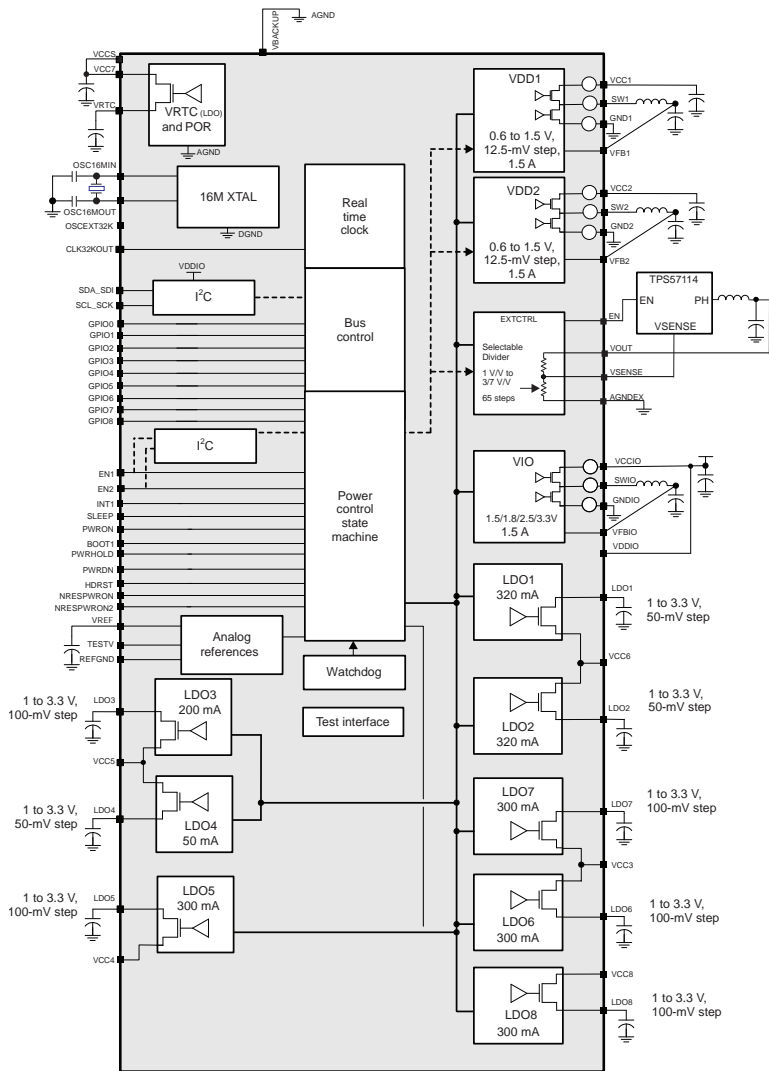 VBACKUP
AGND
VCCS
VCC7
VRTC
VRTC (LDO)
and POR
AGND
OSC16MIN
OSC16MOUT
16M XTAL
DGND
OSCEXT32K
CLK32KOUT
VDDIO
SDA_SDI
SCL_SCK
I2C
GPIO0
GPIO1
GPIO2
GPIO3
GPIO4
GPIO5
GPIO6
GPIO7
GPIO8
I2C
EN1
EN2
INT1
SLEEP
PWRON
BOOT1
PWRHOLD
PWRDN
HDRST
NRESPWRON
NRESPWRON2
VREF
TESTV
REFGND
Analog
references
Real
time
clock
Bus
control
Power
control
state
machine
Watchdog
Test interface
1 to 3.3 V,
100-mV step
LDO3
LDO3
200 mA
VCC5
1 to 3.3 V,
50-mV step
LDO4
LDO4
50 mA
1 to 3.3 V,
100-mV step
LDO5
LDO5
300 mA
VCC4
VDD1
0.6 to 1.5 V,
12.5-mV step,
1.5 A
VCC1
SW1
GND1
VFB1
VDD2
0.6 to 1.5 V,
12.5-mV step,
1.5 A
VCC2
SW2
GND2
VFB2
EXTCTRL
Selectable
Divider
1 V/V to
3/7 V/V
65 steps
EN
VOUT
VSENSE
AGNDEX
TPS57114
EN
PH
VSENSE
VIO
1.5/1.8/2.5/3.3V
1.5 A
VCCIO
SWIO
GNDIO
VFBIO
VDDIO
LDO1
320 mA
LDO1
1 to 3.3 V,
50-mV step
VCC6
LDO2
320 mA
LDO2
1 to 3.3 V,
50-mV step
LDO7
300 mA
LDO7
1 to 3.3 V,
100-mV step
VCC3
LDO6
300 mA
LDO6
1 to 3.3 V,
100-mV step
VCC8
LDO8
300 mA
LDO8
1 to 3.3 V,
100-mV step